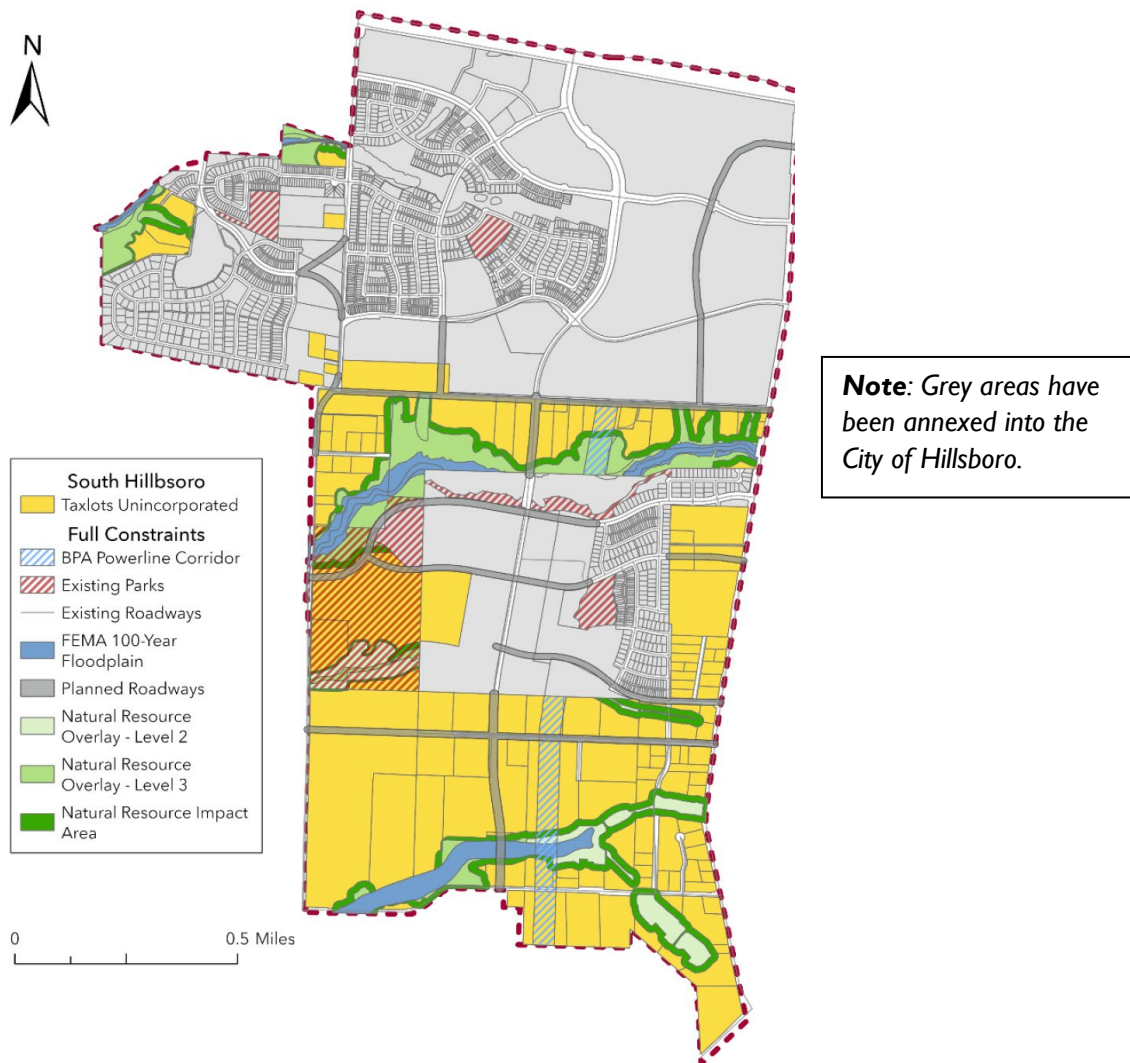 N
Note: Grey areas have
been annexed into the
City of Hillsboro.
South Hillbsoro
Taxlots Unincorporated
Full Constraints
BPA Powerline Corridor
Existing Parks
Existing Roadways
FEMA 100-Year
Floodplain
Planned Roadways
Natural Resource
Overlay - Level 2
Natural Resource
Overlay - Level 3
Natural Resource Impact
Area
0 0.5 Miles